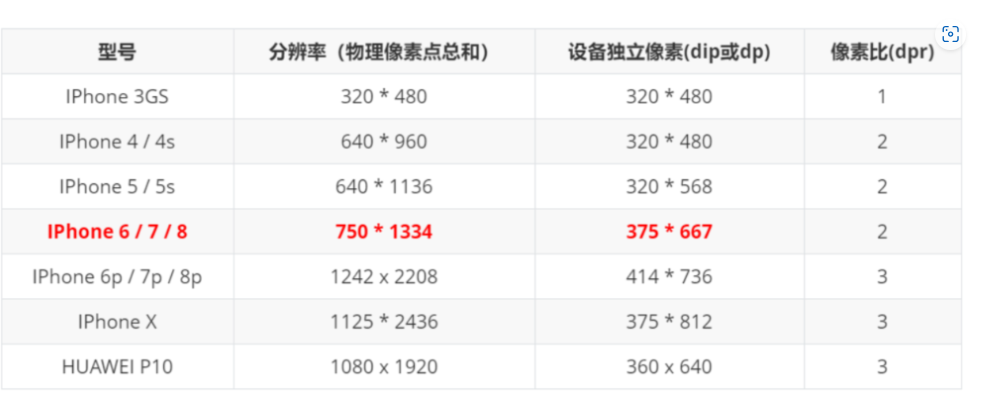 型号 分辨率（物理像素点总和） 设备独立像素(dip或dp) 像素比(dpr)
IPhone 3GS 320 * 480 320 * 480 1
IPhone 4 / 4s 640 * 960 320 * 480 2
IPhone 5 / 5s 640 * 1136 320 * 568 2
IPhone 6 / 7 / 8 750 * 1334 375 * 667 2
IPhone 6p / 7p / 8p 1242 x 2208 414 * 736 3
IPhone X 1125 * 2436 375 * 812 3
HUAWEI P10 1080 x 1920 360 x 640 3